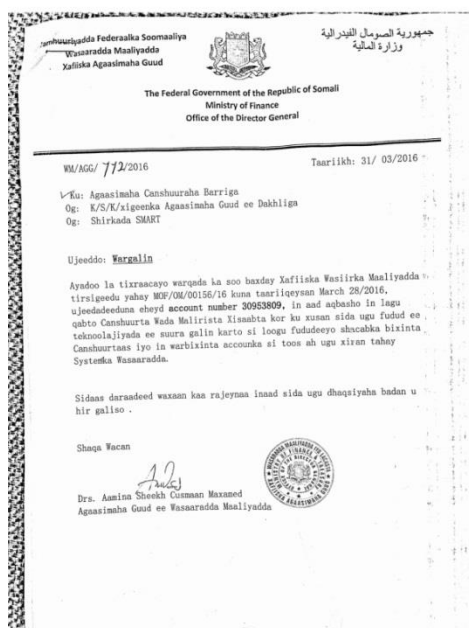 Jamhuuriyadda Federaalka Soomaaliya
Wasaaradda Maaliyadda
Xafiiska Agaasimaha Guud
جمهورية الصومال الفيدرالية
وزارة المالية
The Federal Government of the Republic of Somali
Ministry of Finance
Office of the Director General
WM/AGG/ 772/2016
Taariikh: 31/ 03/2016
Ku: Agaasimaha Canshuuraha Barriga
Og: K/S/K/xigeenka Agaasimaha Guud ee Dakhliga
Og: Shirkada SMART
Ujeeddo: Wargalin
Ayadoo la tixraacayo warqada ka soo baxday Xafiiska Wasiirka Maaliyadda
tirsigeedu yahay MOF/OM/00156/16 kuna taariiqeysan March 28/2016,
ujeedadeeduna eheyd account number 30953809, in aad aqbasho in lagu
qabto Canshuurta Wada Malirista Xisaabta kor ku xusan sida ugu fudud ee
teknoolajiyada ee suura galin karto si loogu fududeeyo shacabka bixinta
Canshuurtaas iyo in warbixinta accounka si toos ah ugu xiran tahay
Systemka Wasaaradda.
Sidaas daraadeed waxaan kaa rajeynaa inaad sida ugu dhaqsiyaha badan u
hir galiso .
Shaqa Wacan
Drs. Aamina Sheekh Cusmaan Maxamed
Agaasimaha Guud ee Wasaaradda Maaliyadda